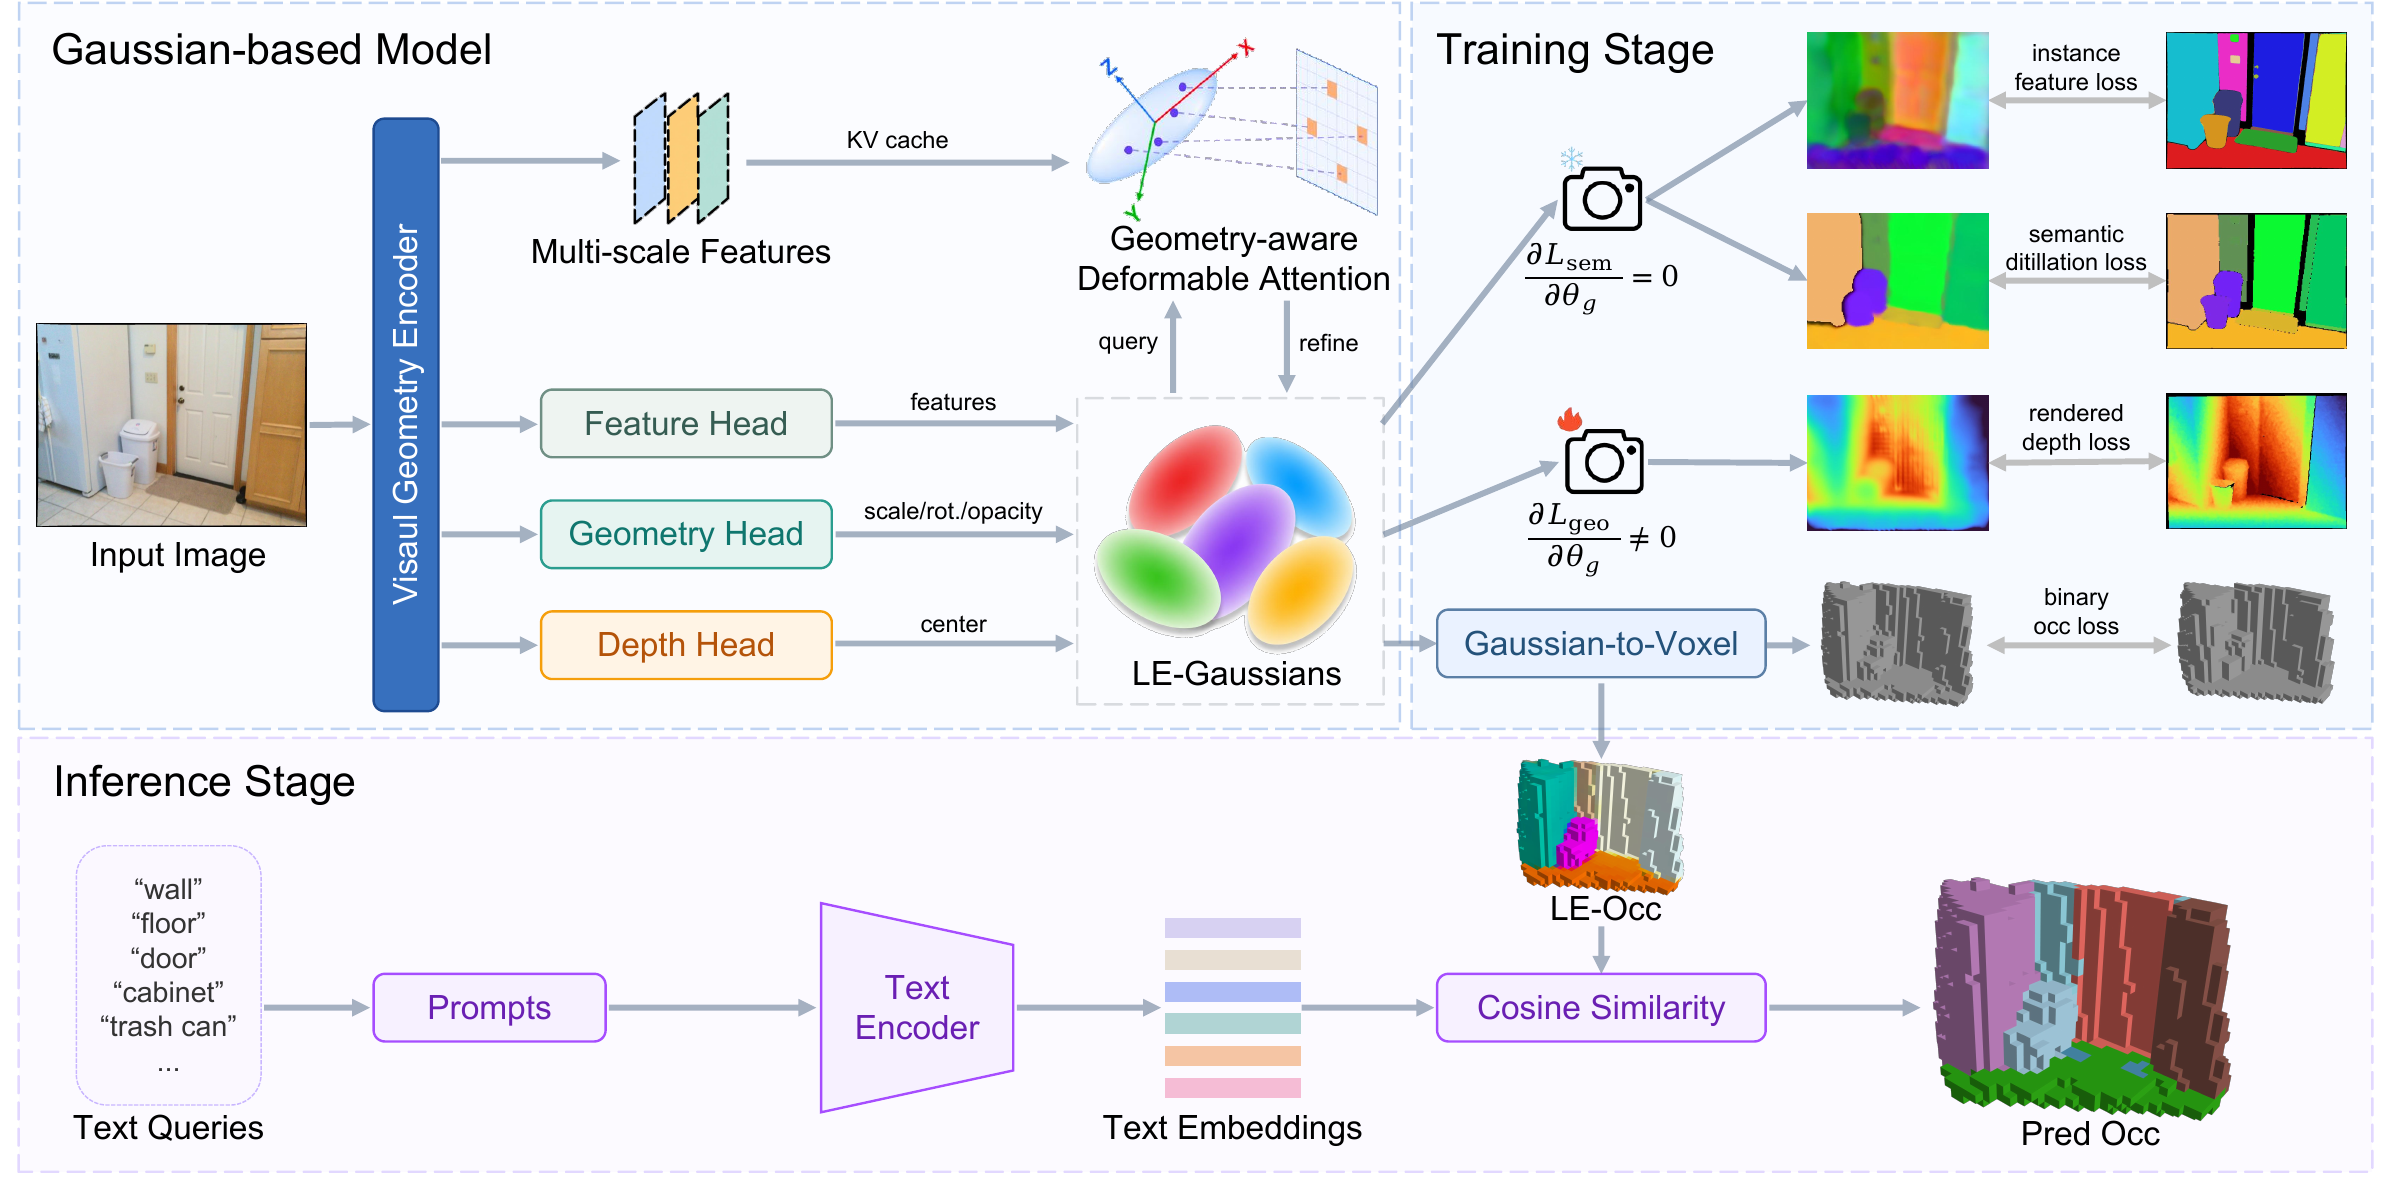 Gaussian-based Model
Visaul Geometry Encoder
Input Image
Multi-scale Features
KV cache
X
Z
Y
Geometry-aware
Deformable Attention
query
refine
Feature Head
features
Geometry Head
scale/rot./opacity
Depth Head
center
LE-Gaussians
Training Stage
∂L_sem / ∂θ_g = 0
∂L_geo / ∂θ_g ≠ 0
instance
feature loss
semantic
ditillation loss
rendered
depth loss
Gaussian-to-Voxel
binary
occ loss
Inference Stage
“wall”
“floor”
“door”
“cabinet”
“trash can”
...
Text Queries
Prompts
Text
Encoder
Text Embeddings
LE-Occ
Cosine Similarity
Pred Occ